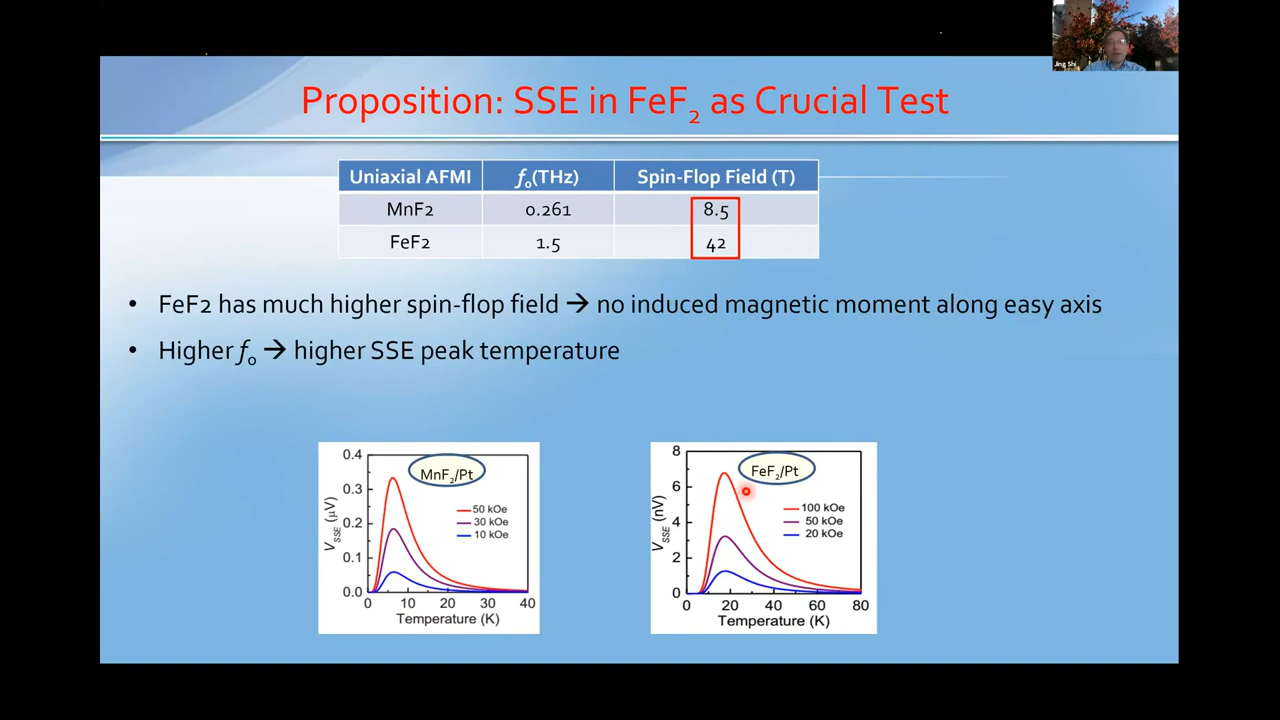 Jing Shi
Proposition: SSE in FeF₂ as Crucial Test
Uniaxial AFMI f₀(THz) Spin-Flop Field (T)
MnF2 0.261 8.5
FeF2 1.5 42
• FeF2 has much higher spin-flop field → no induced magnetic moment along easy axis
• Higher f₀ → higher SSE peak temperature
MnF₂/Pt
V_SSE (μV)
0.4
0.3
0.2
0.1
0.0
50 kOe
30 kOe
10 kOe
0 10 20 30 40
Temperature (K)
FeF₂/Pt
V_SSE (nV)
8
6
4
2
0
100 kOe
50 kOe
20 kOe
0 20 40 60 80
Temperature (K)